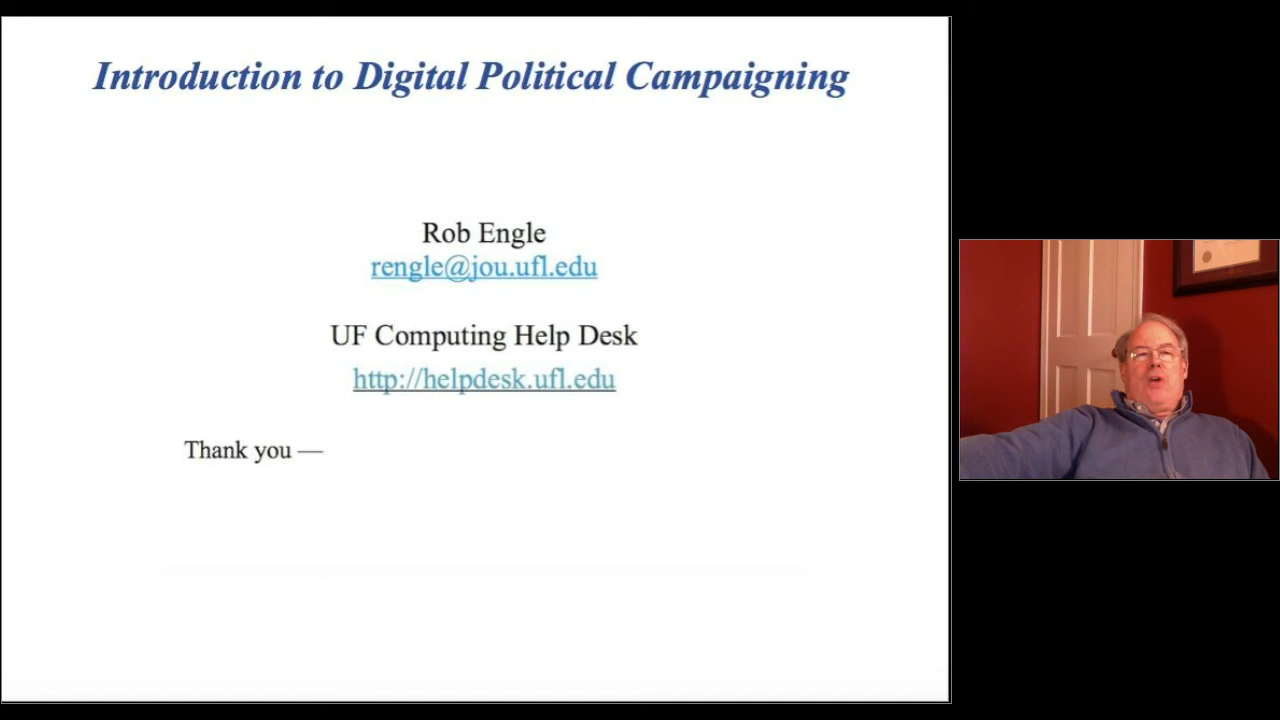 Introduction to Digital Political Campaigning
Rob Engle
rengle@jou.ufl.edu
UF Computing Help Desk
http://helpdesk.ufl.edu
Thank you —